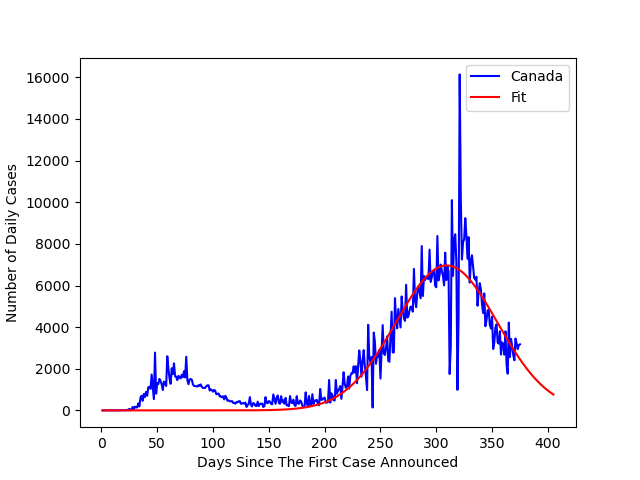 Canada
Fit
16000
14000
12000
10000
8000
6000
4000
2000
0
Number of Daily Cases
0 50 100 150 200 250 300 350 400
Days Since The First Case Announced